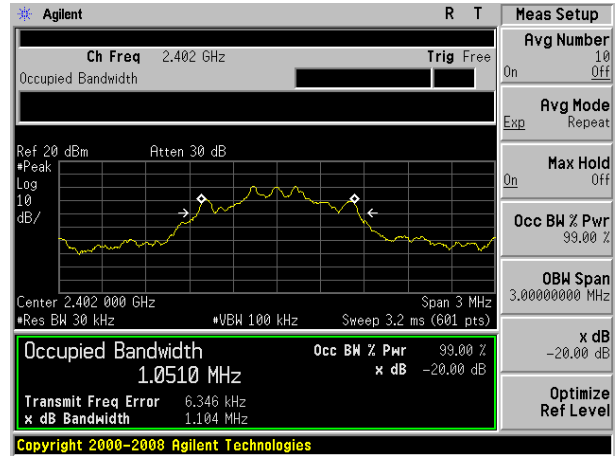 Agilent R T
Ch Freq 2.402 GHz Trig Free
Occupied Bandwidth
Ref 20 dBm Atten 30 dB
#Peak
Log
10
dB/
Center 2.402 000 GHz Span 3 MHz
#Res BW 30 kHz #VBW 100 kHz Sweep 3.2 ms (601 pts)
Occupied Bandwidth Occ BW % Pwr 99.00 %
1.0510 MHz x dB -20.00 dB
Transmit Freq Error 6.346 kHz
x dB Bandwidth 1.104 MHz
Copyright 2000-2008 Agilent Technologies
Meas Setup
Avg Number
10
On Off
Avg Mode
Exp Repeat
Max Hold
On Off
Occ BW % Pwr
99.00 %
OBW Span
3.00000000 MHz
x dB
-20.00 dB
Optimize
Ref Level